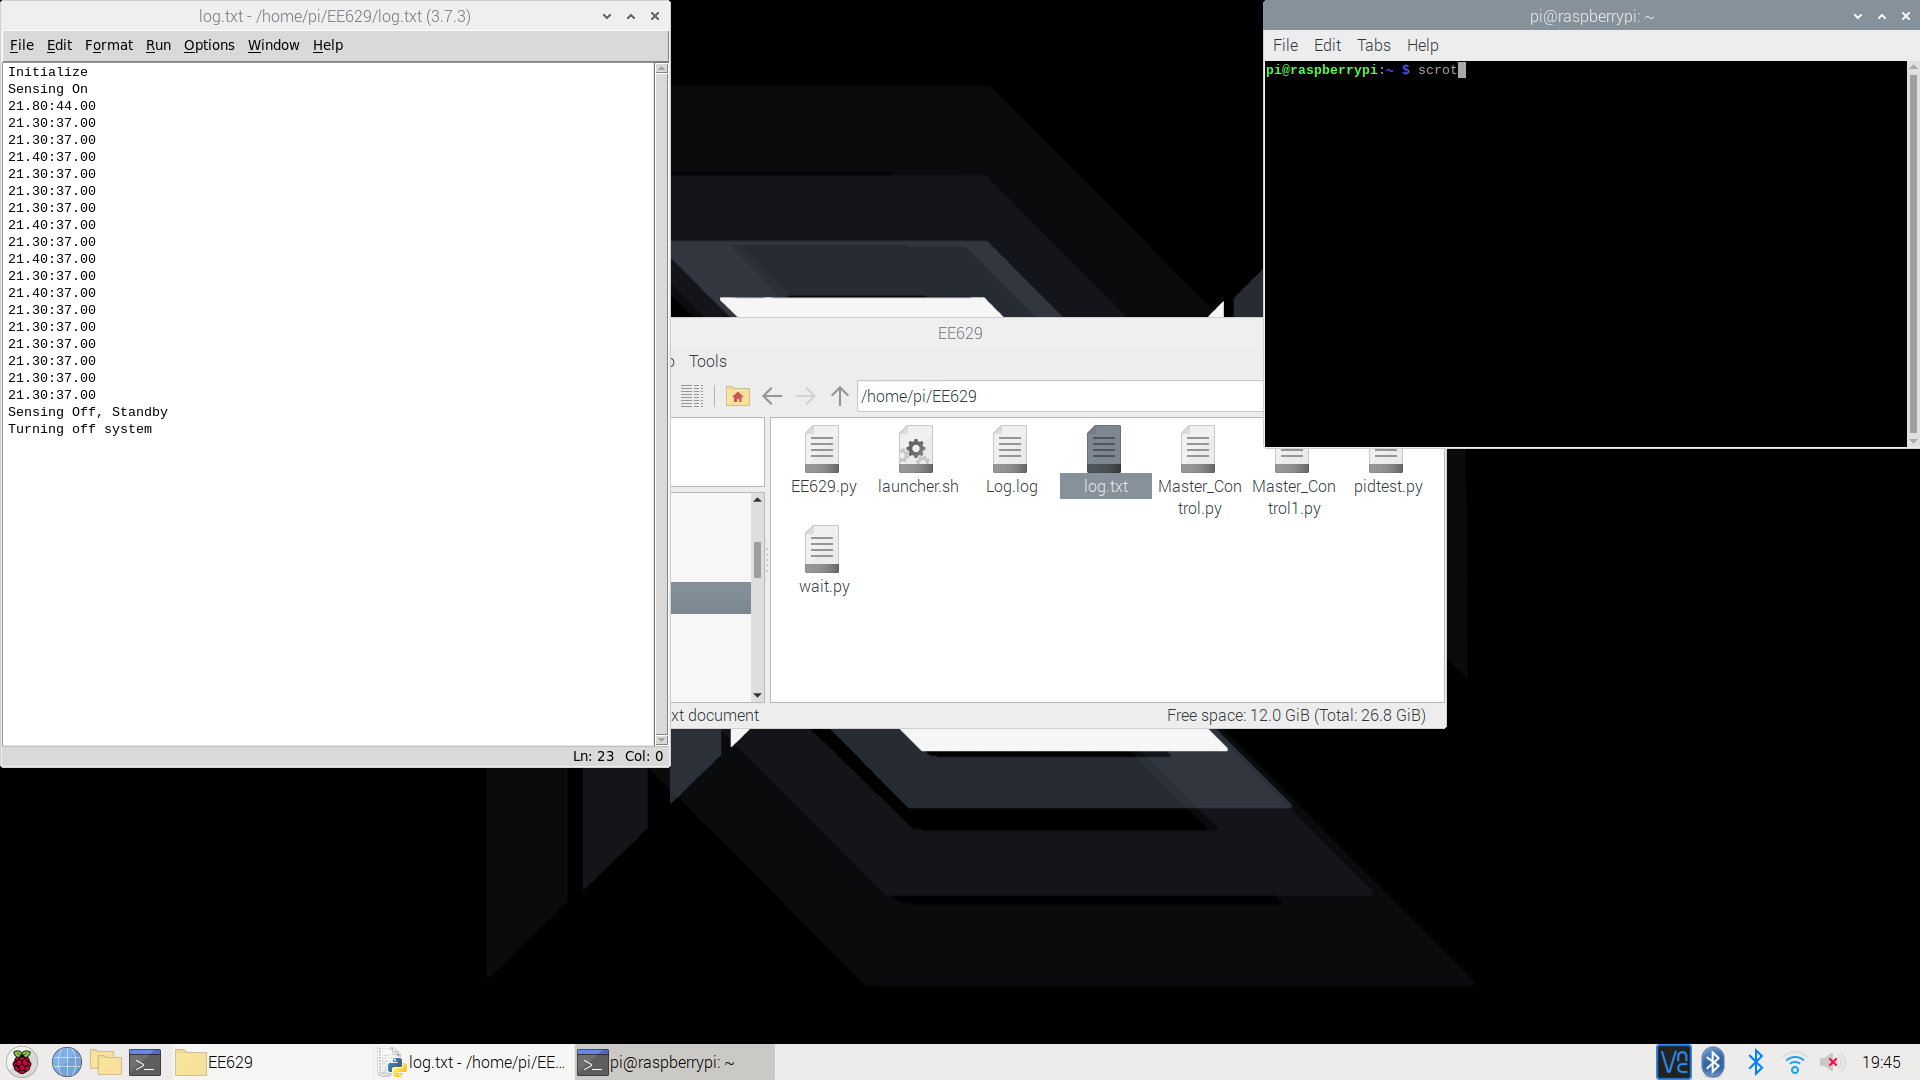 log.txt - /home/pi/EE629/log.txt (3.7.3)
File Edit Format Run Options Window Help
Initialize
Sensing On
21.80:44.00
21.30:37.00
21.30:37.00
21.40:37.00
21.30:37.00
21.30:37.00
21.30:37.00
21.40:37.00
21.30:37.00
21.40:37.00
21.30:37.00
21.40:37.00
21.30:37.00
21.30:37.00
21.30:37.00
21.30:37.00
21.30:37.00
21.30:37.00
Sensing Off, Standby
Turning off system
Ln: 23 Col: 0
EE629
Tools
/home/pi/EE629
EE629.py
launcher.sh
Log.log
log.txt
Master_Con
trol.py
Master_Con
trol1.py
pidtest.py
wait.py
xt document
Free space: 12.0 GiB (Total: 26.8 GiB)
pi@raspberrypi: ~
File Edit Tabs Help
pi@raspberrypi:~ $ scrot
EE629
log.txt - /home/pi/EE...
pi@raspberrypi: ~
19:45